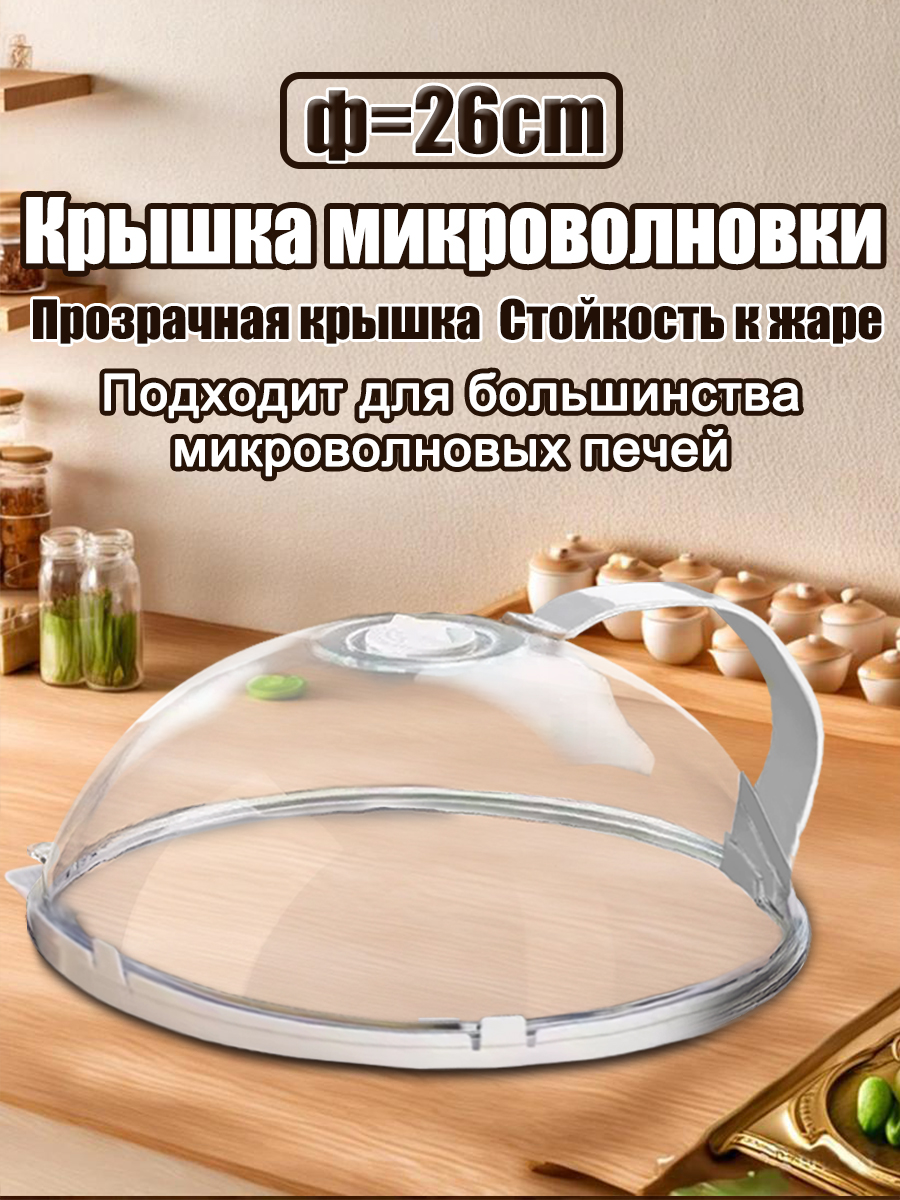 ф=26cm
Крышка микроволновки
Прозрачная крышка Стойкость к жаре
Подходит для большинства
микроволновых печей